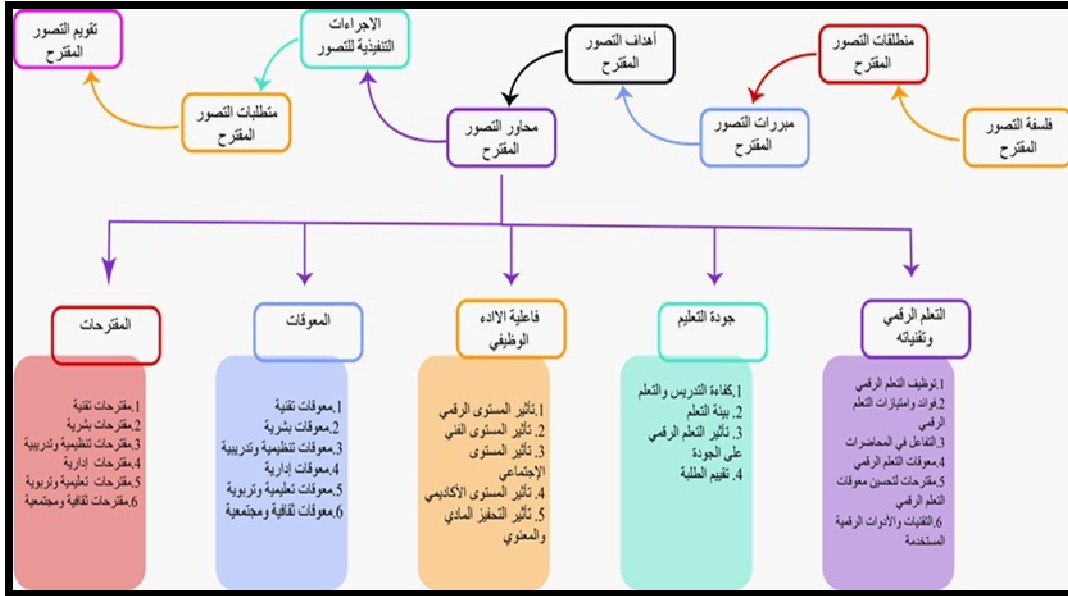 فلسفة التصور
المقترح
منطلقات التصور
المقترح
مبررات التصور
المقترح
أهداف التصور
المقترح
محاور التصور
المقترح
الاجراءات
التنفيذية للتصور
متطلبات التصور
المقترح
تقويم التصور
المقترح
التعلم الرقمي
وتقنياته
1.توظيف التعلم الرقمي
2.فوائد وامتيازات التعلم
الرقمي
3.التفاعل في المحاضرات
4.معوقات التعلم الرقمي
5.مقترحات لتحسين معوقات
التعلم الرقمي
6.التقنيات والأدوات الرقمية
المستخدمة
جودة التعليم
1.كفاءة التدريس والتعلم
2. بيئة التعلم
3. تأثير التعلم الرقمي
على الجودة
4. تقييم الطلبة
فاعلية الااداء
الوظيفي
1.تأثير المستوى الرقمي
2. تأثير المستوى الفني
3. تأثير المستوى
الإجتماعي
4. تأثير المستوى الأكاديمي
5. تأثير التحفيز المادي
والمعنوي
المعوقات
1.معوقات تقنية
2.معوقات بشرية
3.معوقات تنظيمية وتدريبية
4.معوقات إدارية
5.معوقات تعليمية وتربوية
6.معوقات ثقافية ومجتمعية
المقترحات
1.مقترحات تقنية
2.مقترحات بشرية
3.مقترحات تنظيمية وتدريبية
4.مقترحات إدارية
5.مقترحات تعليمية وتربوية
6.مقترحات ثقافية ومجتمعية